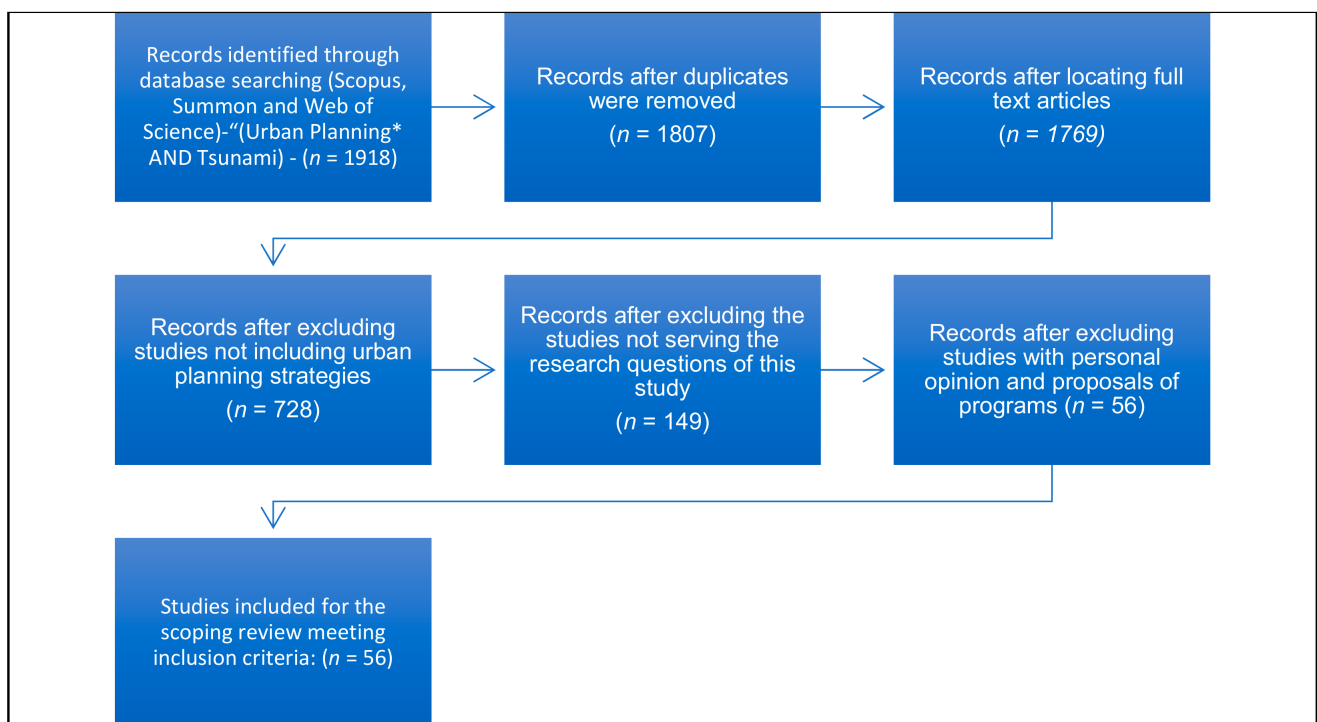 Records identified through
database searching (Scopus,
Summon and Web of
Science)-“(Urban Planning*
AND Tsunami) - (n = 1918)
Records after duplicates
were removed
(n = 1807)
Records after locating full
text articles
(n = 1769)
Records after excluding
studies not including urban
planning strategies
(n = 728)
Records after excluding the
studies not serving the
research questions of this
study
(n = 149)
Records after excluding
studies with personal
opinion and proposals of
programs (n = 56)
Studies included for the
scoping review meeting
inclusion criteria: (n = 56)